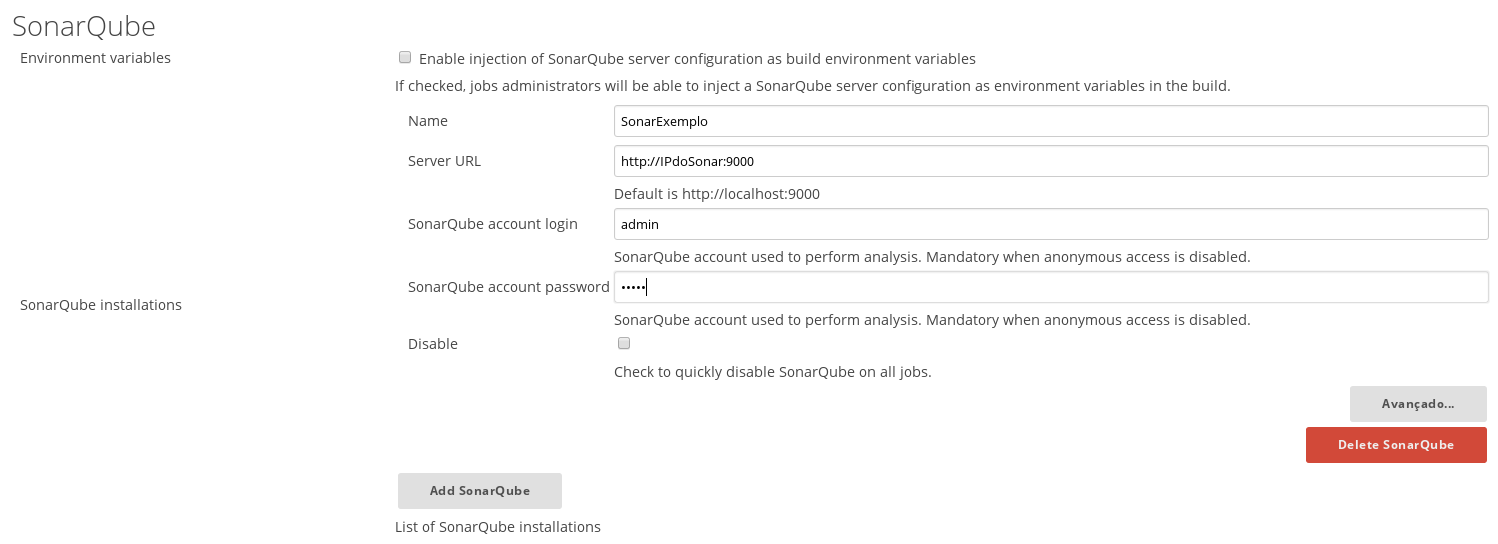 SonarQube
Environment variables
Enable injection of SonarQube server configuration as build environment variables
If checked, jobs administrators will be able to inject a SonarQube server configuration as environment variables in the build.
SonarQube installations
Name
SonarExemplo
Server URL
http://IPdoSonar:9000
Default is http://localhost:9000
SonarQube account login
admin
SonarQube account used to perform analysis. Mandatory when anonymous access is disabled.
SonarQube account password
•••••
SonarQube account used to perform analysis. Mandatory when anonymous access is disabled.
Disable
Check to quickly disable SonarQube on all jobs.
Avançado...
Delete SonarQube
Add SonarQube
List of SonarQube installations